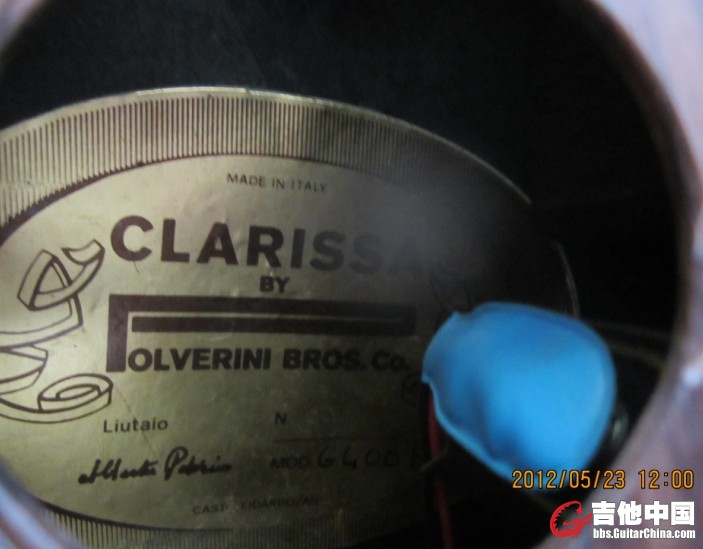 MADE IN ITALY
CLARISSA
BY
POLVERINI BROS. Co.
Liutaio
N
MOD.
2012/05/23 12:00
吉他中国
bbs.GuitarChina.com